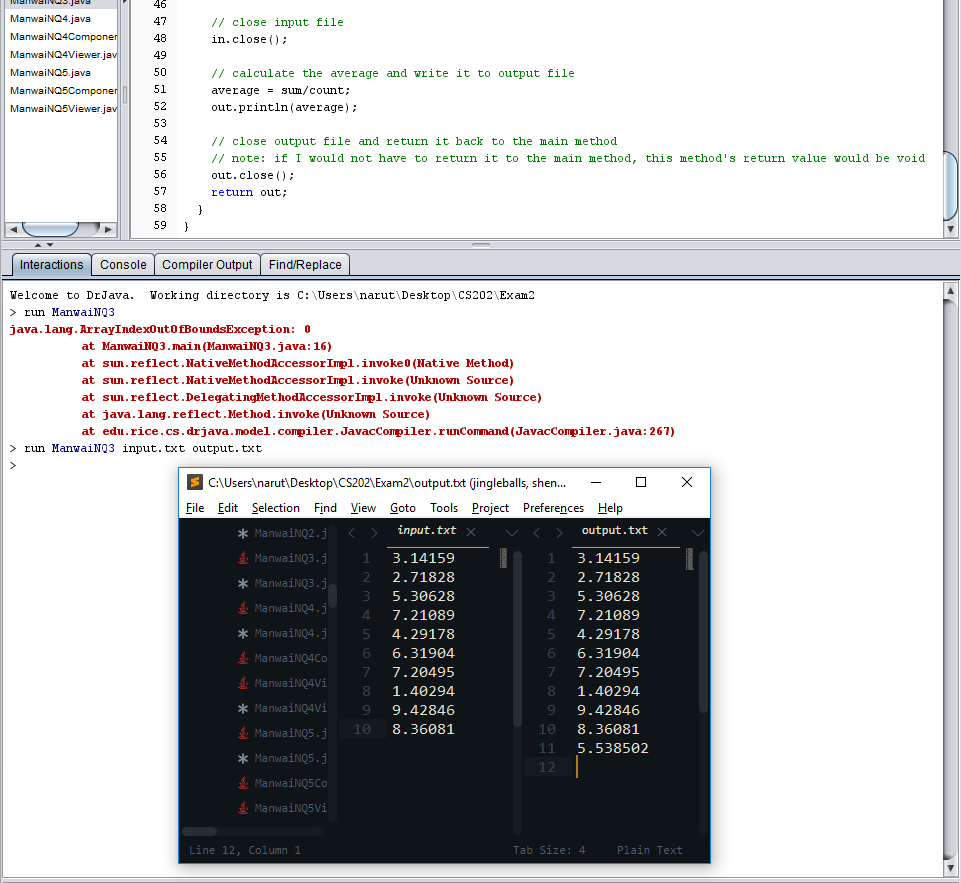 ManwaiNQ3.java
ManwaiNQ4.java
ManwaiNQ4Componer
ManwaiNQ4Viewer.jav
ManwaiNQ5.java
ManwaiNQ5Componer
ManwaiNQ5Viewer.jav
46
47 // close input file
48 in.close();
49
50 // calculate the average and write it to output file
51 average = sum/count;
52 out.println(average);
53
54 // close output file and return it back to the main method
55 // note: if I would not have to return it to the main method, this method's return value would be void
56 out.close();
57 return out;
58 }
59 }
Interactions Console Compiler Output Find/Replace
Welcome to DrJava. Working directory is C:\Users\narut\Desktop\CS202\Exam2
> run ManwaiNQ3
java.lang.ArrayIndexOutOfBoundsException: 0
at ManwaiNQ3.main(ManwaiNQ3.java:16)
at sun.reflect.NativeMethodAccessorImpl.invoke0(Native Method)
at sun.reflect.NativeMethodAccessorImpl.invoke(Unknown Source)
at sun.reflect.DelegatingMethodAccessorImpl.invoke(Unknown Source)
at java.lang.reflect.Method.invoke(Unknown Source)
at edu.rice.cs.drjava.model.compiler.JavacCompiler.runCommand(JavacCompiler.java:267)
> run ManwaiNQ3 input.txt output.txt
>
C:\Users\narut\Desktop\CS202\Exam2\output.txt (jingleballs, shen...
File Edit Selection Find View Goto Tools Project Preferences Help
ManwaiNQ2.j
ManwaiNQ3.j
ManwaiNQ3.j
ManwaiNQ4.j
ManwaiNQ4.j
ManwaiNQ4Co
ManwaiNQ4Vi
ManwaiNQ4Vi
ManwaiNQ5.j
ManwaiNQ5.j
ManwaiNQ5Co
ManwaiNQ5Vi
input.txt
1 3.14159
2 2.71828
3 5.30628
4 7.21089
5 4.29178
6 6.31904
7 7.20495
8 1.40294
9 9.42846
10 8.36081
output.txt
1 3.14159
2 2.71828
3 5.30628
4 7.21089
5 4.29178
6 6.31904
7 7.20495
8 1.40294
9 9.42846
10 8.36081
11 5.538502
12
Line 12, Column 1 Tab Size: 4 Plain Text